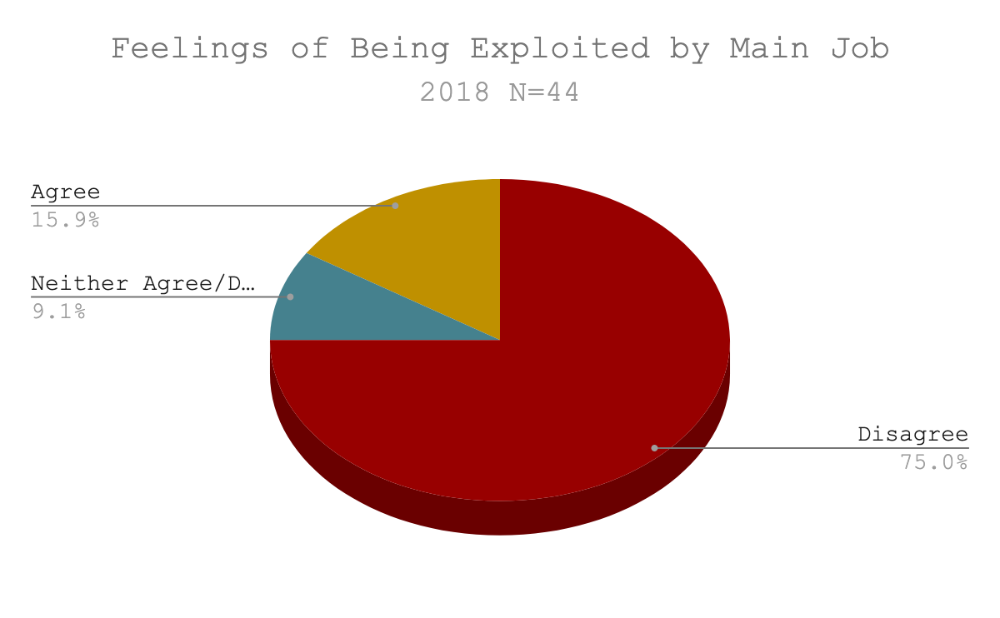 Feelings of Being Exploited by Main Job
2018 N=44
Agree
15.9%
Neither Agree/D…
9.1%
Disagree
75.0%